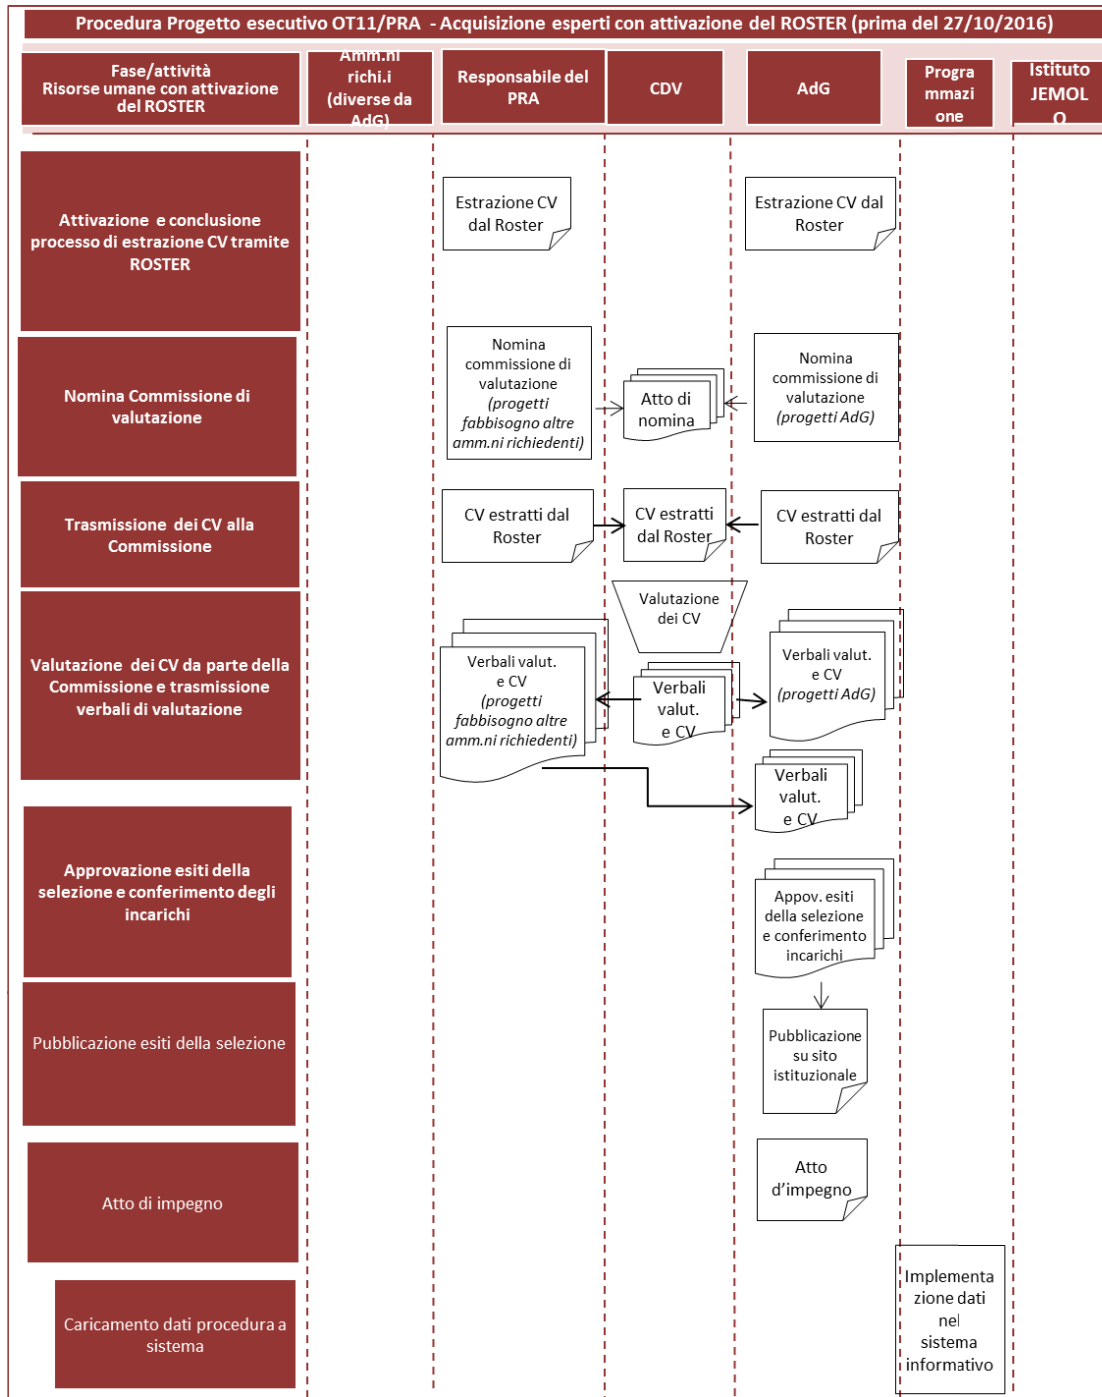 Procedura Progetto esecutivo OT11/PRA - Acquisizione esperti con attivazione del ROSTER (prima del 27/10/2016)
Fase/attività
Risorse umane con attivazione
del ROSTER
Amm.ni
richi.i
(diverse da
AdG)
Responsabile del
PRA
CDV
AdG
Progra
mmazi
one
Istituto
JEMOL
O
Attivazione e conclusione
processo di estrazione CV tramite
ROSTER
Estrazione CV
dal Roster
Estrazione CV dal
Roster
Nomina Commissione di
valutazione
Nomina
commissione di
valutazione
(progetti
fabbisogno altre
amm.ni richiedenti)
Atto di
nomina
Nomina
commissione di
valutazione
(progetti AdG)
Trasmissione dei CV alla
Commissione
CV estratti dal
Roster
CV estratti
dal Roster
CV estratti dal
Roster
Valutazione dei CV da parte della
Commissione e trasmissione
verbali di valutazione
Valutazione
dei CV
Verbali valut.
e CV
(progetti
fabbisogno altre
amm.ni richiedenti)
Verbali
valut.
e CV
Verbali valut.
e CV
(progetti AdG)
Verbali
valut.
e CV
Approvazione esiti della
selezione e conferimento degli
incarichi
Appov. esiti
della selezione
e conferimento
incarichi
Pubblicazione esiti della selezione
Pubblicazione
su sito
istituzionale
Atto di impegno
Atto
d'impegno
Caricamento dati procedura a
sistema
Implementa
zione dati
nel
sistema
informativo